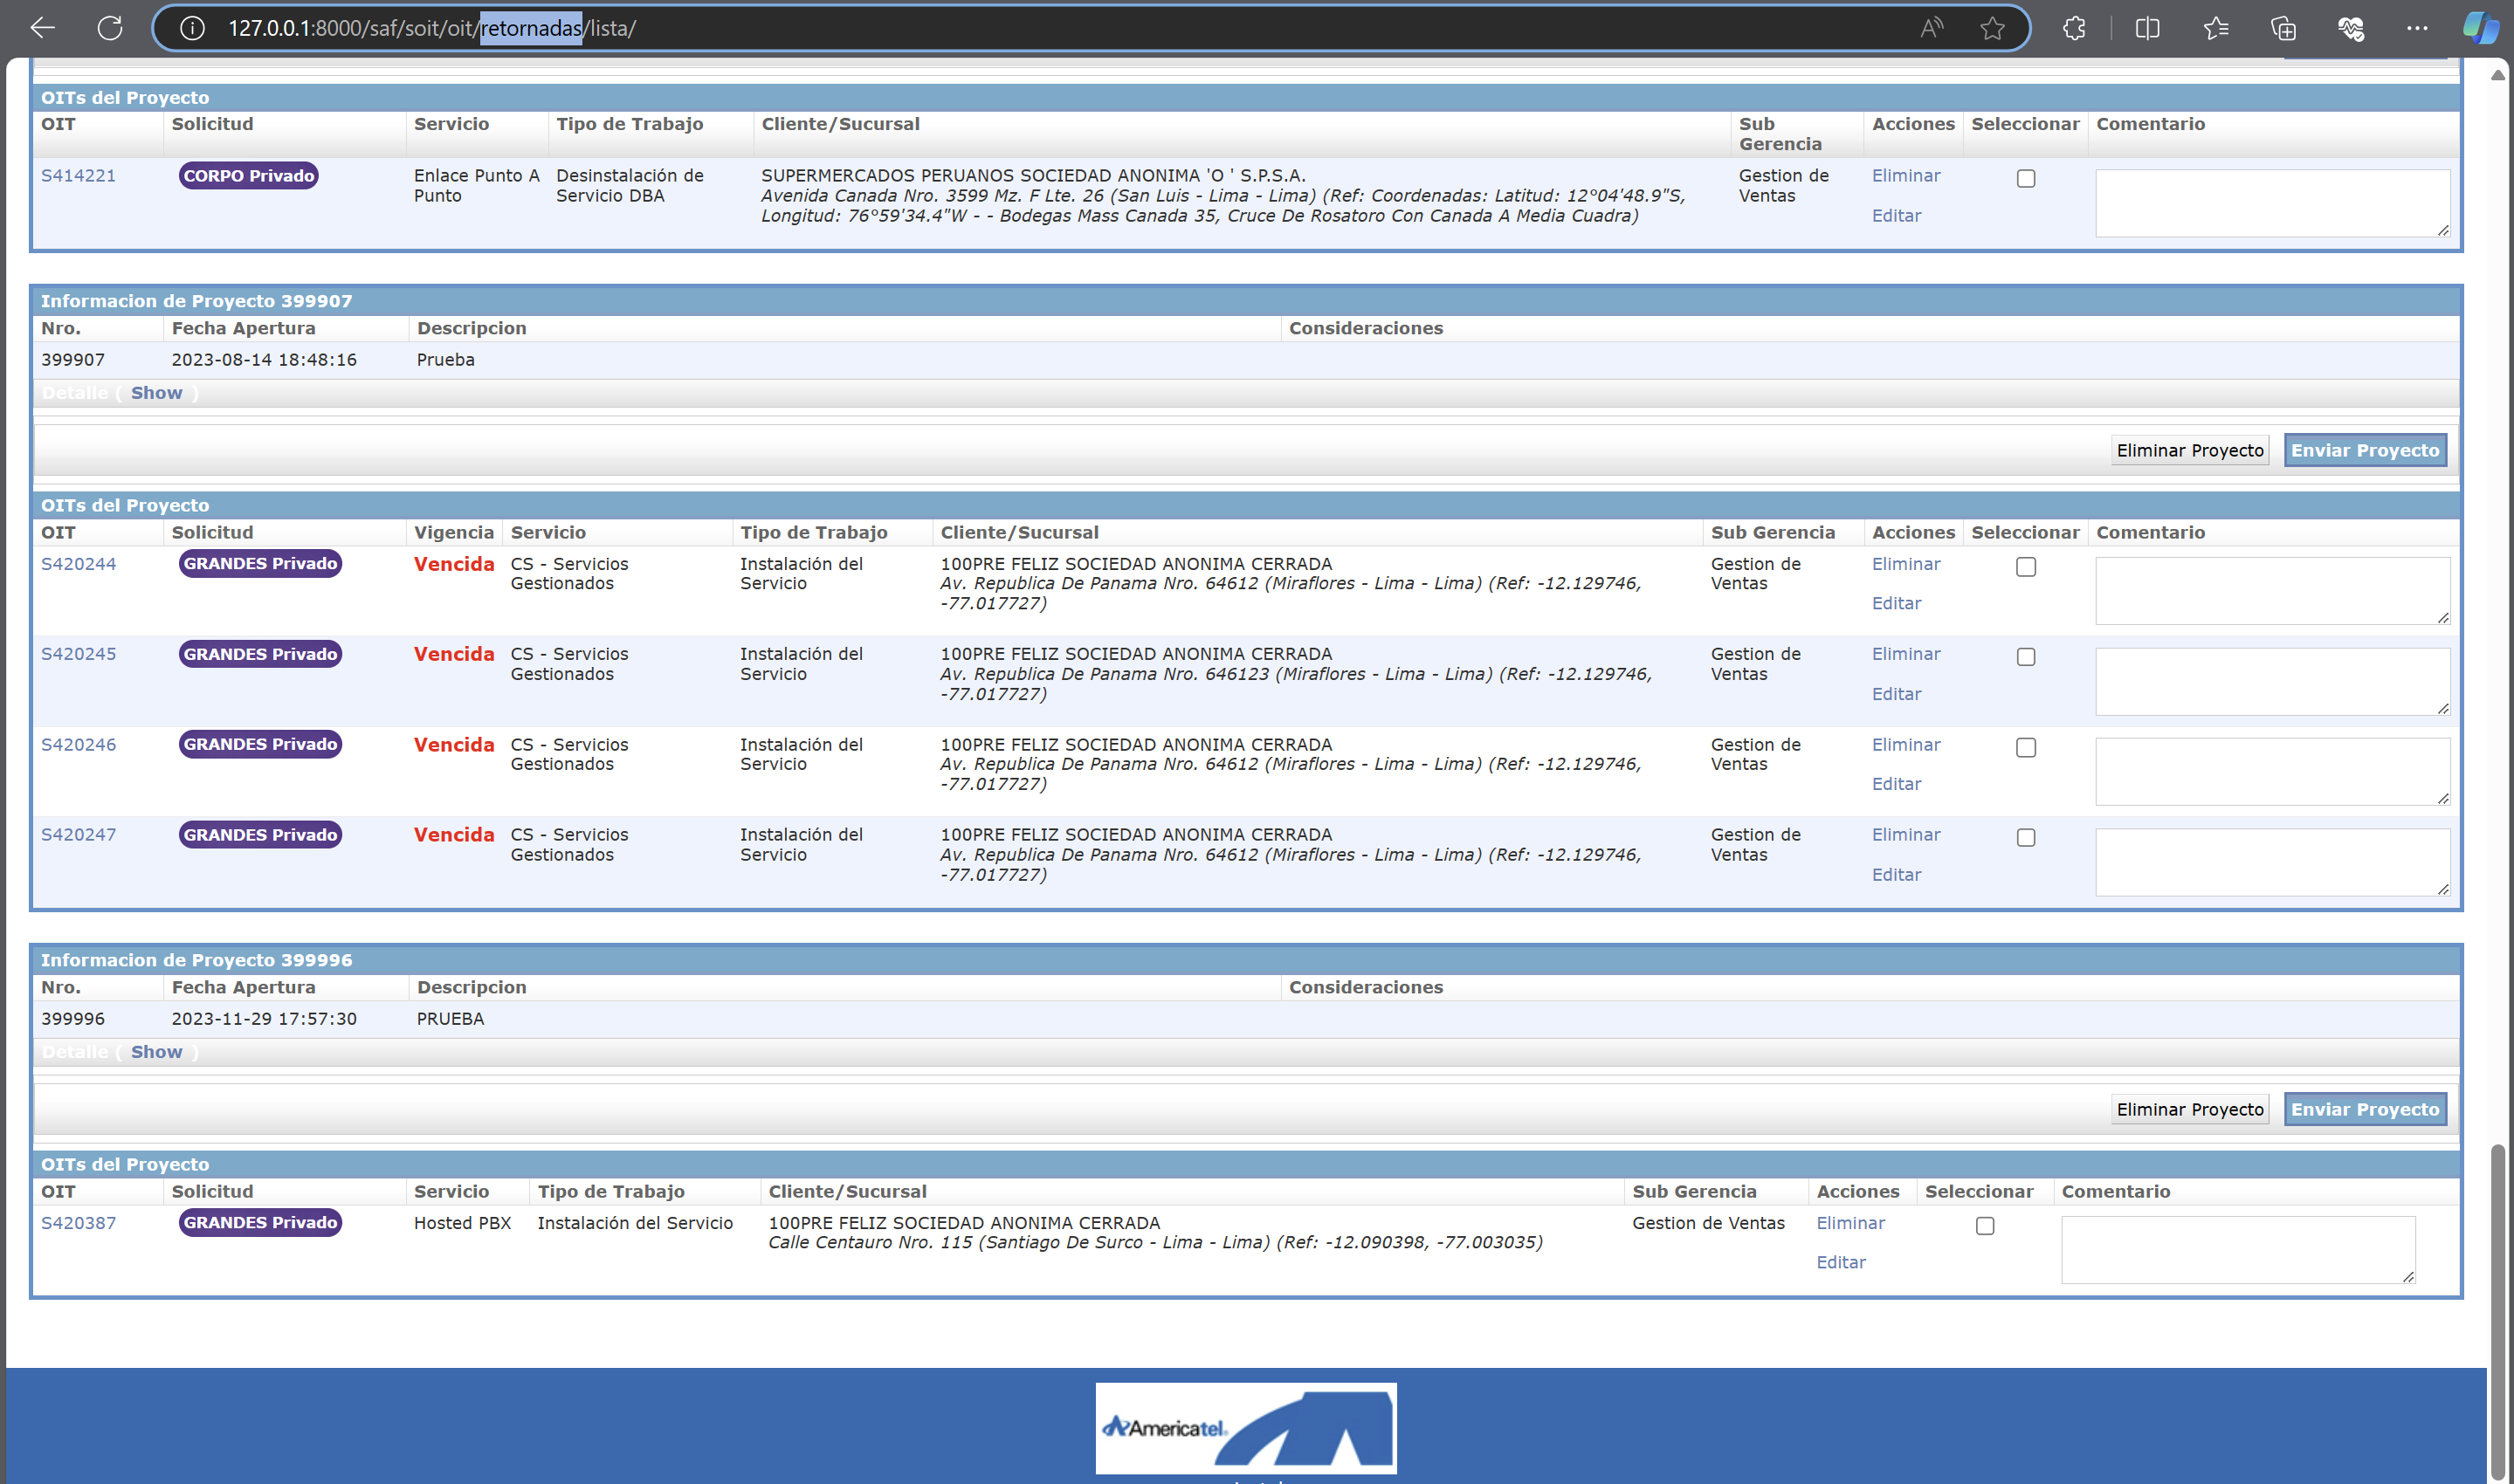 127.0.0.1:8000/saf/soit/oit/retornadas/lista/
OITs del Proyecto
OIT Solicitud Servicio Tipo de Trabajo Cliente/Sucursal Sub Gerencia Acciones Seleccionar Comentario
S414221 CORPO Privado Enlace Punto A Punto Desinstalación de Servicio DBA SUPERMERCADOS PERUANOS SOCIEDAD ANONIMA 'O ' S.P.S.A. Gestion de Ventas Eliminar
Avenida Canada Nro. 3599 Mz. F Lte. 26 (San Luis - Lima - Lima) (Ref: Coordenadas: Latitud: 12°04'48.9"S,
Longitud: 76°59'34.4"W - - Bodegas Mass Canada 35, Cruce De Rosatoro Con Canada A Media Cuadra) Editar
Informacion de Proyecto 399907
Nro. Fecha Apertura Descripcion Consideraciones
399907 2023-08-14 18:48:16 Prueba
Detalle ( Show )
Eliminar Proyecto Enviar Proyecto
OITs del Proyecto
OIT Solicitud Vigencia Servicio Tipo de Trabajo Cliente/Sucursal Sub Gerencia Acciones Seleccionar Comentario
S420244 GRANDES Privado Vencida CS - Servicios Gestionados Instalación del Servicio 100PRE FELIZ SOCIEDAD ANONIMA CERRADA Gestion de Ventas Eliminar
Av. Republica De Panama Nro. 64612 (Miraflores - Lima - Lima) (Ref: -12.129746,
-77.017727) Editar
S420245 GRANDES Privado Vencida CS - Servicios Gestionados Instalación del Servicio 100PRE FELIZ SOCIEDAD ANONIMA CERRADA Gestion de Ventas Eliminar
Av. Republica De Panama Nro. 646123 (Miraflores - Lima - Lima) (Ref: -12.129746,
-77.017727) Editar
S420246 GRANDES Privado Vencida CS - Servicios Gestionados Instalación del Servicio 100PRE FELIZ SOCIEDAD ANONIMA CERRADA Gestion de Ventas Eliminar
Av. Republica De Panama Nro. 64612 (Miraflores - Lima - Lima) (Ref: -12.129746,
-77.017727) Editar
S420247 GRANDES Privado Vencida CS - Servicios Gestionados Instalación del Servicio 100PRE FELIZ SOCIEDAD ANONIMA CERRADA Gestion de Ventas Eliminar
Av. Republica De Panama Nro. 64612 (Miraflores - Lima - Lima) (Ref: -12.129746,
-77.017727) Editar
Informacion de Proyecto 399996
Nro. Fecha Apertura Descripcion Consideraciones
399996 2023-11-29 17:57:30 PRUEBA
Detalle ( Show )
Eliminar Proyecto Enviar Proyecto
OITs del Proyecto
OIT Solicitud Servicio Tipo de Trabajo Cliente/Sucursal Sub Gerencia Acciones Seleccionar Comentario
S420387 GRANDES Privado Hosted PBX Instalación del Servicio 100PRE FELIZ SOCIEDAD ANONIMA CERRADA Gestion de Ventas Eliminar
Calle Centauro Nro. 115 (Santiago De Surco - Lima - Lima) (Ref: -12.090398, -77.003035)
Editar
Americatel